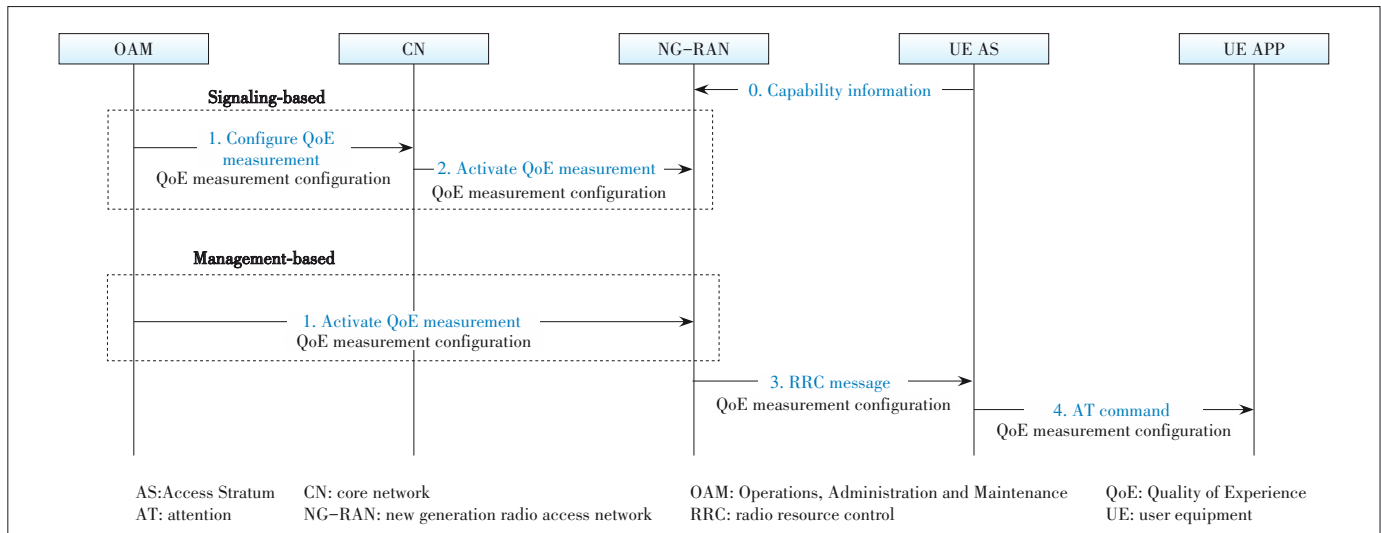 OAM
CN
NG-RAN
UE AS
UE APP
0. Capability information
Signaling-based
1. Configure QoE
measurement
QoE measurement configuration
2. Activate QoE measurement
QoE measurement configuration
Management-based
1. Activate QoE measurement
QoE measurement configuration
3. RRC message
QoE measurement configuration
4. AT command
QoE measurement configuration
AS:Access Stratum
CN: core network
OAM: Operations, Administration and Maintenance
QoE: Quality of Experience
AT: attention
NG-RAN: new generation radio access network
RRC: radio resource control
UE: user equipment